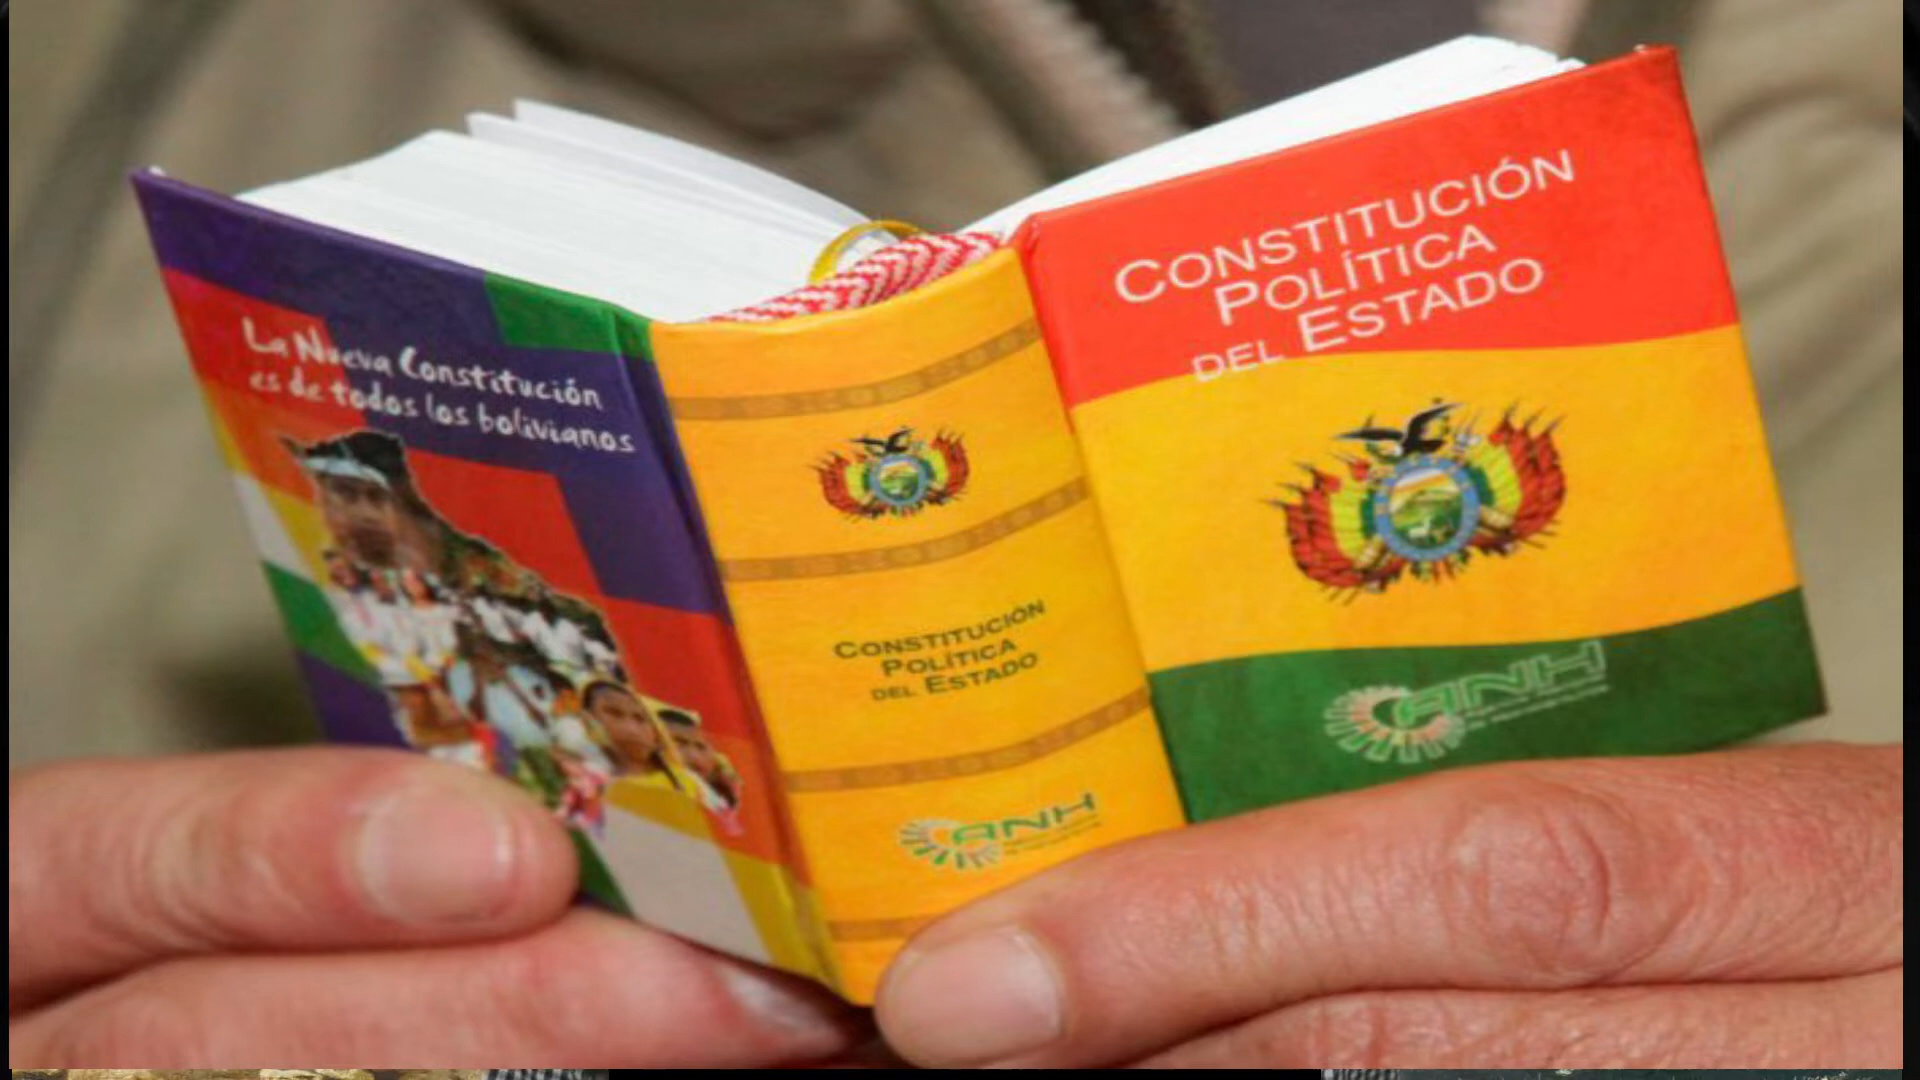 La Nueva Constitución
es de todos los bolivianos
CONSTITUCIÓN
POLÍTICA
DEL ESTADO
ANH
CONSTITUCIÓN
POLÍTICA
DEL ESTADO
ANH